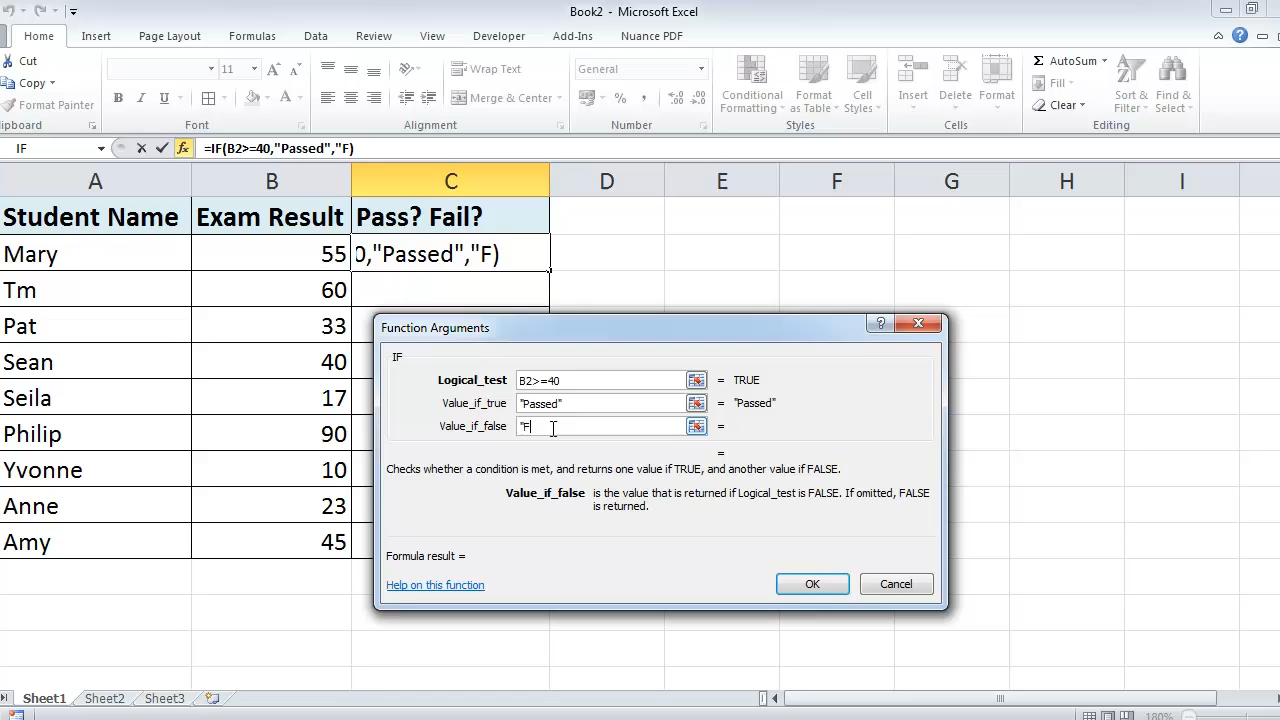 Book2 - Microsoft Excel
Home Insert Page Layout Formulas Data Review View Developer Add-Ins Nuance PDF
Cut
Copy
Format Painter
lipboard
11
Wrap Text
Merge & Center
General
Conditional Formatting
Format as Table
Cell Styles
Insert
Delete
Format
AutoSum
Fill
Clear
Sort & Filter
Find & Select
Font
Alignment
Number
Styles
Cells
Editing
IF =IF(B2>=40,"Passed","F)
A B C D E F G H I
Student Name Exam Result Pass? Fail?
Mary 55 0,"Passed","F)
Tm 60
Pat 33
Sean 40
Seila 17
Philip 90
Yvonne 10
Anne 23
Amy 45
Function Arguments
IF
Logical_test B2>=40 = TRUE
Value_if_true "Passed" = "Passed"
Value_if_false "F =
=
Checks whether a condition is met, and returns one value if TRUE, and another value if FALSE.
Value_if_false is the value that is returned if Logical_test is FALSE. If omitted, FALSE
is returned.
Formula result =
Help on this function
OK Cancel
Sheet1 Sheet2 Sheet3
180%